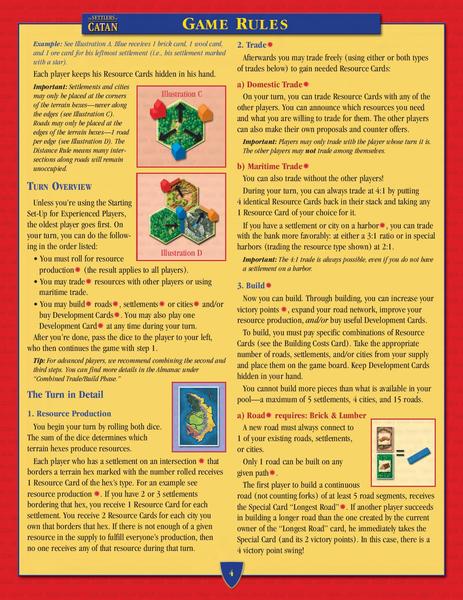 THE SETTLERS OF
CATAN
GAME RULES
Example: See Illustration A. Blue receives 1 brick card, 1 wool card,
and 1 ore card for his leftmost settlement (i.e., his settlement marked
with a star).
Each player keeps his Resource Cards hidden in his hand.
Important: Settlements and cities
may only be placed at the corners
of the terrain hexes—never along
the edges (see Illustration C).
Roads may only be placed at the
edges of the terrain hexes—1 road
per edge (see Illustration D). The
Distance Rule means many inter-
sections along roads will remain
unoccupied.
Illustration C
Illustration D
TURN OVERVIEW
Unless you're using the Starting
Set-Up for Experienced Players,
the oldest player goes first. On
your turn, you can do the follow-
ing in the order listed:
• You must roll for resource
production* (the result applies to all players).
• You may trade* resources with other players or using
maritime trade.
• You may build* roads*, settlements* or cities* and/or
buy Development Cards*. You may also play one
Development Card* at any time during your turn.
After you're done, pass the dice to the player to your left,
who then continues the game with step 1.
Tip: For advanced players, we recommend combining the second and
third steps. You can find more details in the Almanac under
"Combined Trade/Build Phase."
The Turn in Detail
1. Resource Production
You begin your turn by rolling both dice.
The sum of the dice determines which
terrain hexes produce resources.
Each player who has a settlement on an intersection* that
borders a terrain hex marked with the number rolled receives
1 Resource Card of the hex's type. For an example see
resource production*. If you have 2 or 3 settlements
bordering that hex, you receive 1 Resource Card for each
settlement. You receive 2 Resource Cards for each city you
own that borders that hex. If there is not enough of a given
resource in the supply to fulfill everyone's production, then
no one receives any of that resource during that turn.
2. Trade*
Afterwards you may trade freely (using either or both types
of trades below) to gain needed Resource Cards:
a) Domestic Trade*
On your turn, you can trade Resource Cards with any of the
other players. You can announce which resources you need
and what you are willing to trade for them. The other players
can also make their own proposals and counter offers.
Important: Players may only trade with the player whose turn it is.
The other players may not trade among themselves.
b) Maritime Trade*
You can also trade without the other players!
During your turn, you can always trade at 4:1 by putting
4 identical Resource Cards back in their stack and taking any
1 Resource Card of your choice for it.
If you have a settlement or city on a harbor*, you can trade
with the bank more favorably: at either a 3:1 ratio or in special
harbors (trading the resource type shown) at 2:1.
Important: The 4:1 trade is always possible, even if you do not have
a settlement on a harbor.
3. Build*
Now you can build. Through building, you can increase your
victory points*, expand your road network, improve your
resource production, and/or buy useful Development Cards.
To build, you must pay specific combinations of Resource
Cards (see the Building Costs Card). Take the appropriate
number of roads, settlements, and/or cities from your supply
and place them on the game board. Keep Development Cards
hidden in your hand.
You cannot build more pieces than what is available in your
pool—a maximum of 5 settlements, 4 cities, and 15 roads.
a) Road* requires: Brick & Lumber
A new road must always connect to
1 of your existing roads, settlements,
or cities.
Only 1 road can be built on any
given path*.
=
The first player to build a continuous
road (not counting forks) of at least 5 road segments, receives
the Special Card "Longest Road"*. If another player succeeds
in building a longer road than the one created by the current
owner of the "Longest Road" card, he immediately takes the
Special Card (and its 2 victory points). In this case, there is a
4 victory point swing!
4